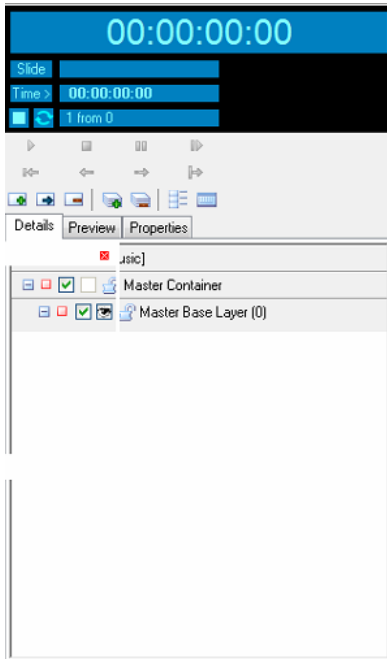 00:00:00:00
Slide
Time > 00:00:00:00
1 from 0
Details Preview Properties
usic]
Master Container
Master Base Layer (0)